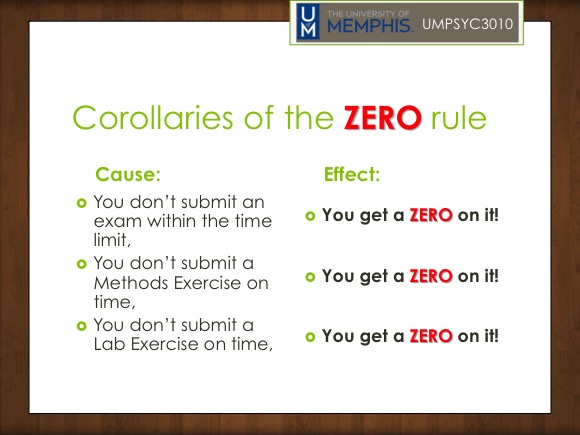 UM
THE UNIVERSITY OF
MEMPHIS.
UMPSYC3010
Corollaries of the ZERO rule
Cause:
You don't submit an
exam within the time
limit,
You don't submit a
Methods Exercise on
time,
You don't submit a
Lab Exercise on time,
Effect:
You get a ZERO on it!
You get a ZERO on it!
You get a ZERO on it!